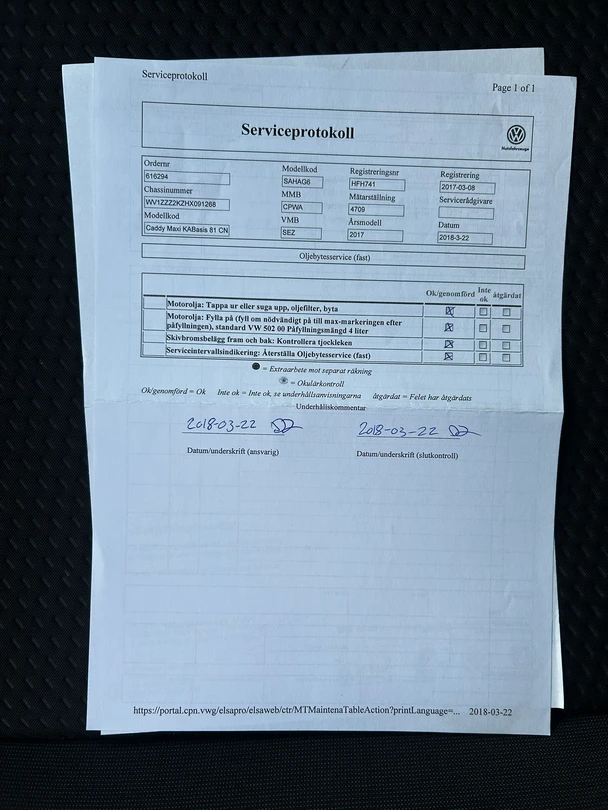 Serviceprotokoll
Page 1 of 1
Serviceprotokoll
Nutzfahrzeuge
Ordernr
616294
Modellkod
SAHAG6
Registreringsnr
HFH741
Registrering
2017-03-08
Chassinummer
WV1ZZZ2KZHX091268
MMB
CPWA
Mätarställning
4709
Servicerådgivare
Modellkod
Caddy Maxi KABasis 81 CN
VMB
SEZ
Årsmodell
2017
Datum
2018-3-22
Oljebytesservice (fast)
Ok/genomförd Inte ok åtgärdat
Motorolja: Tappa ur eller suga upp, oljefilter, byta
Motorolja: Fylla på (fyll om nödvändigt på till max-markeringen efter
påfyllningen), standard VW 502 00 Påfyllningsmängd 4 liter
Skivbromsbelägg fram och bak: Kontrollera tjockleken
Serviceintervallsindikering: Återställa Oljebytesservice (fast)
= Extraarbete mot separat räkning
= Okulärkontroll
Ok/genomförd = Ok Inte ok = Inte ok, se underhållsanvisningarna åtgärdat = Felet har åtgärdats
Underhållskommentar
2018-03-22 2018-03-22
Datum/underskrift (ansvarig) Datum/underskrift (slutkontroll)
https://portal.cpn.vwg/elsapro/elsaweb/ctr/MTMaintenaTableAction?printLanguage=... 2018-03-22